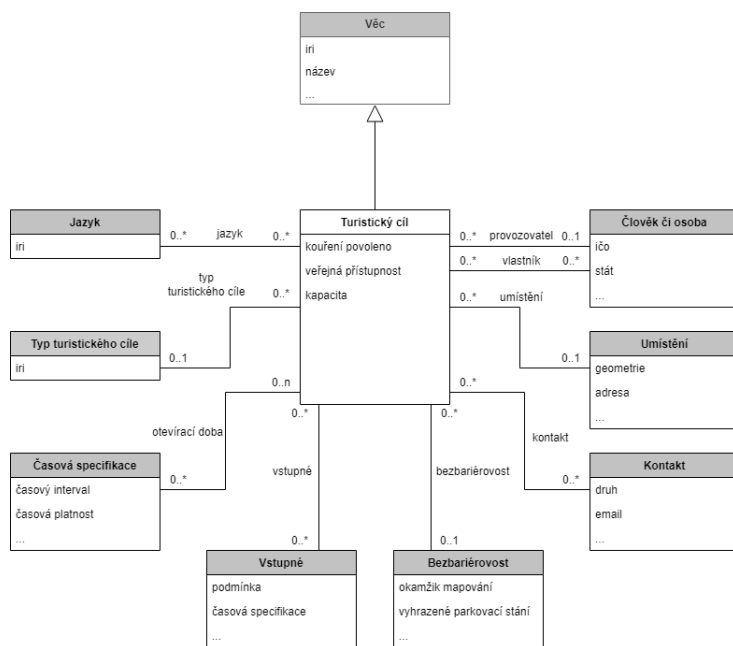 Věc
iri
název
...
Jazyk
iri
0..*
jazyk
0..*
Turistický cíl
kouření povoleno
veřejná přístupnost
kapacita
0..*
provozovatel
0..1
0..*
vlastník
0..*
Člověk či osoba
ičo
stát
...
typ
turistického cíle
0..*
0..*
umístění
Typ turistického cíle
iri
0..1
0..1
Umístění
geometrie
adresa
...
0..n
0..*
otevírací doba
0..*
0..*
kontakt
Časová specifikace
časový interval
časová platnost
...
0..*
vstupné
bezbariérovost
0..*
Kontakt
druh
email
...
0..*
0..1
Vstupné
podmínka
časová specifikace
...
Bezbariérovost
okamžik mapování
vyhrazené parkovací stání
...